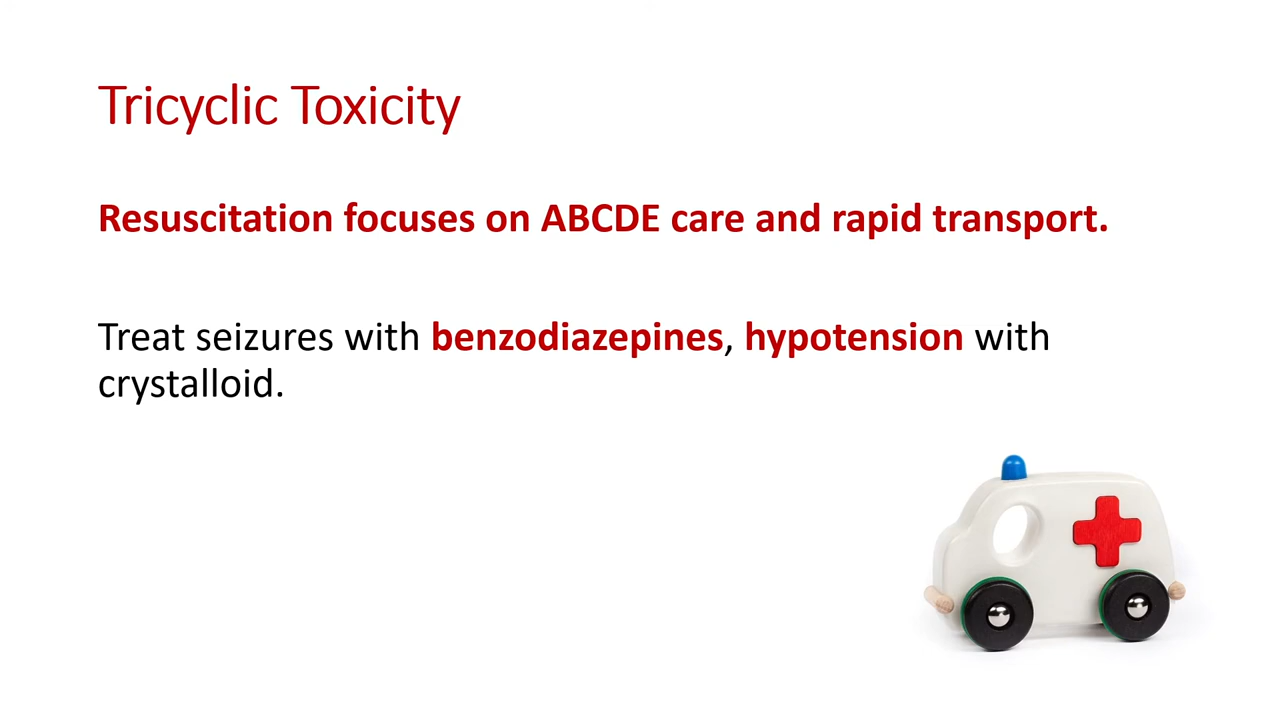 Tricyclic Toxicity
Resuscitation focuses on ABCDE care and rapid transport.
Treat seizures with benzodiazepines, hypotension with
crystalloid.